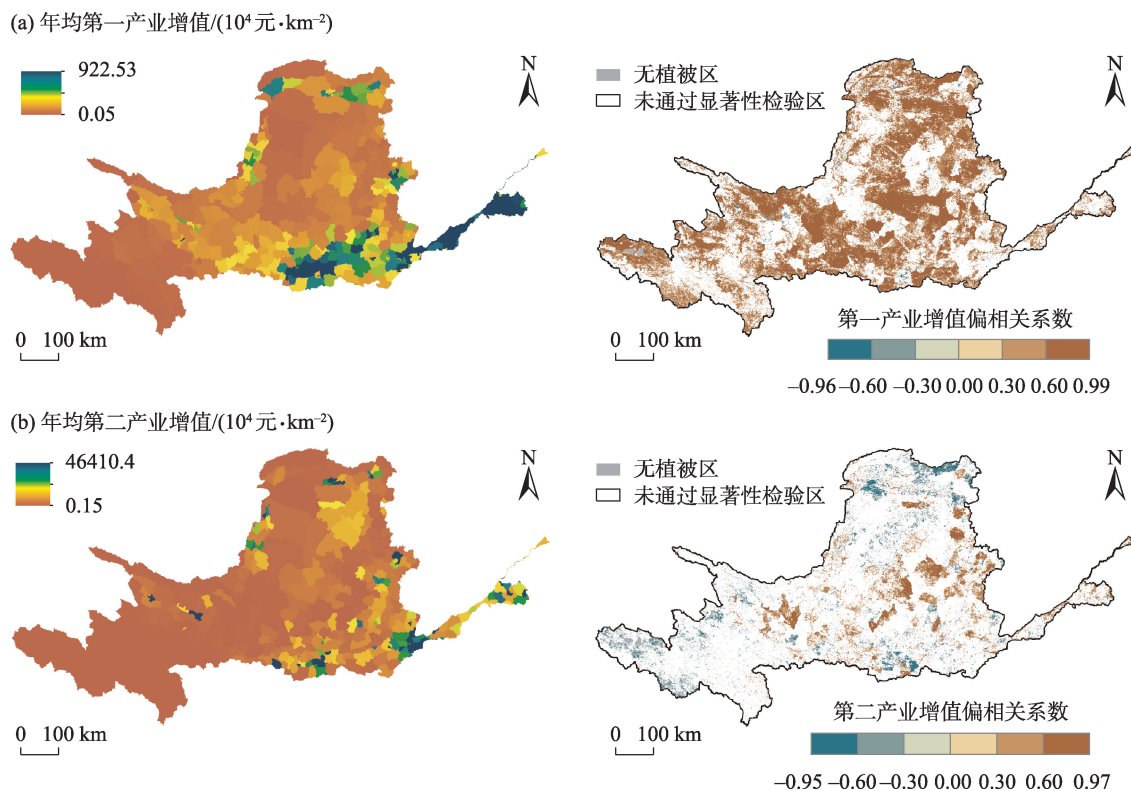 (a) 年均第一产业增值/(10⁴元·km⁻²)
922.53
0.05
N
0 100 km
无植被区
未通过显著性检验区
N
第一产业增值偏相关系数
0 100 km
–0.96 –0.60 –0.30 0.00 0.30 0.60 0.99
(b) 年均第二产业增值/(10⁴元·km⁻²)
46410.4
0.15
N
0 100 km
无植被区
未通过显著性检验区
N
第二产业增值偏相关系数
0 100 km
–0.95 –0.60 –0.30 0.00 0.30 0.60 0.97